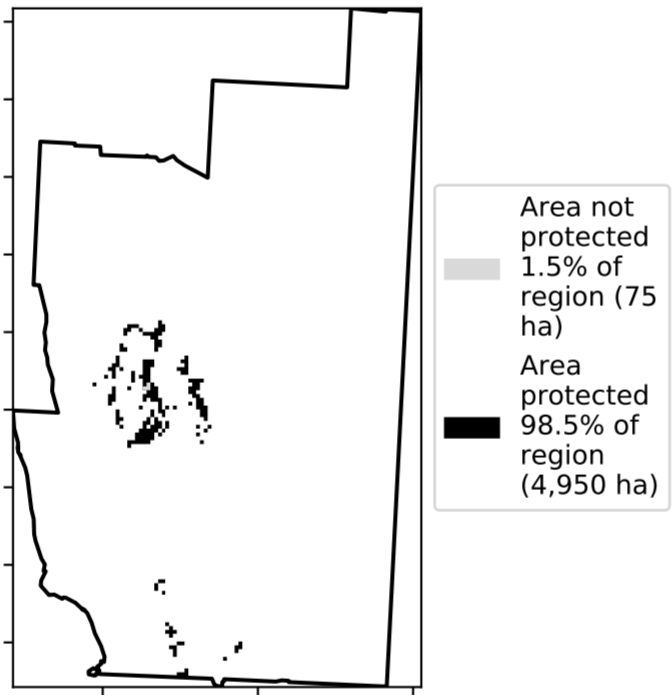 Area not
protected
1.5% of
region (75
ha)
Area
protected
98.5% of
region
(4,950 ha)